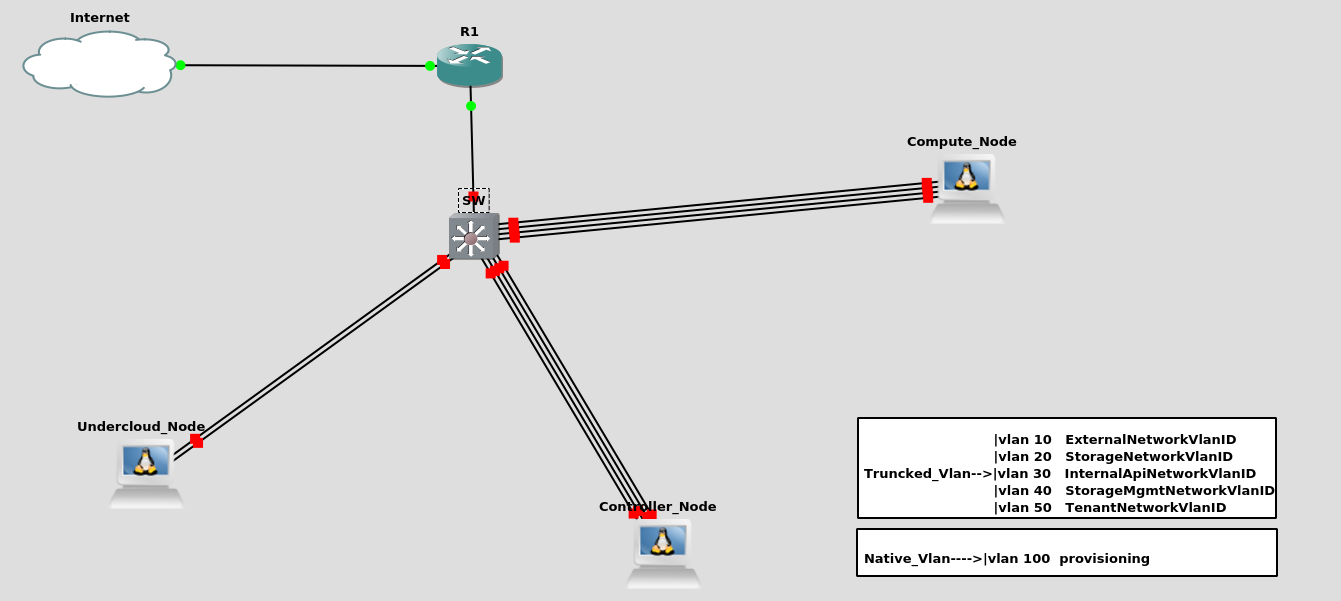 Internet
R1
Compute_Node
SW
Undercloud_Node
Controller_Node
|vlan 10 ExternalNetworkVlanID
|vlan 20 StorageNetworkVlanID
Truncked_Vlan-->|vlan 30 InternalApiNetworkVlanID
|vlan 40 StorageMgmtNetworkVlanID
|vlan 50 TenantNetworkVlanID
Native_Vlan---->|vlan 100 provisioning